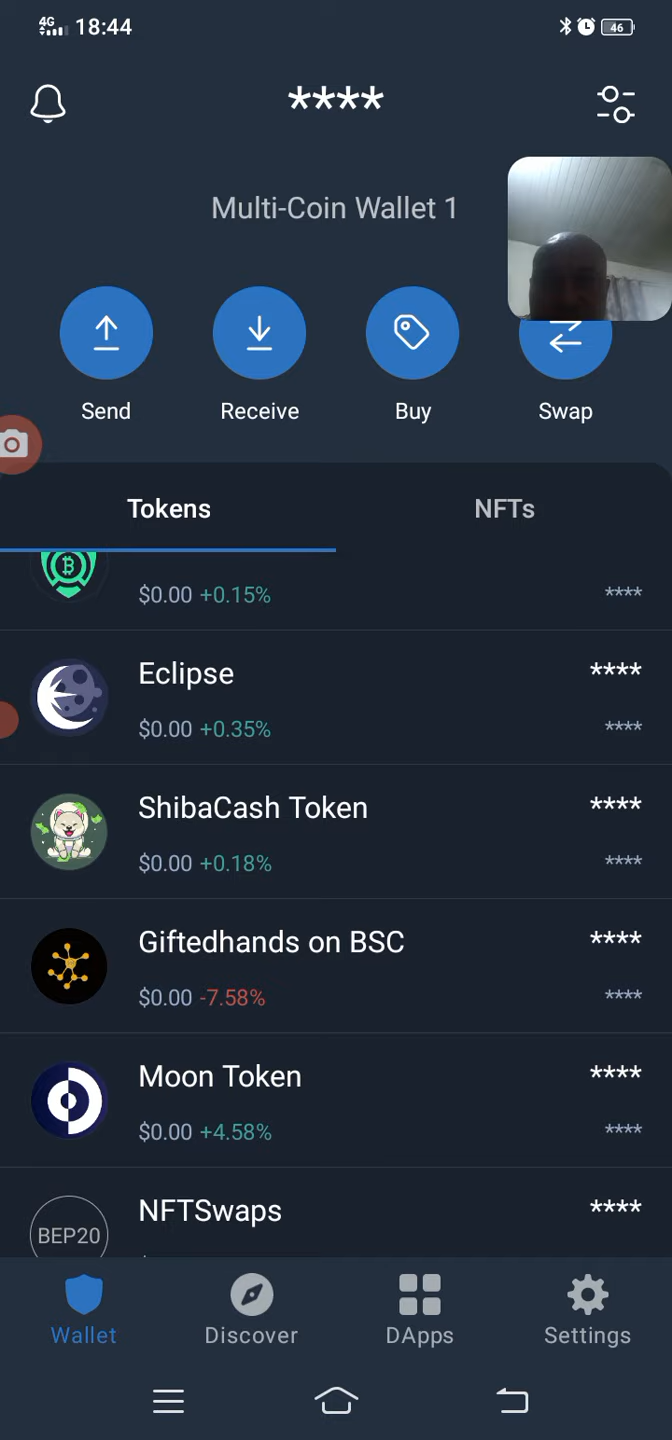 4G 18:44 46
****
Multi-Coin Wallet 1
Send Receive Buy Swap
Tokens NFTs
$0.00 +0.15% ****
Eclipse ****
$0.00 +0.35% ****
ShibaCash Token ****
$0.00 +0.18% ****
Giftedhands on BSC ****
$0.00 -7.58% ****
Moon Token ****
$0.00 +4.58% ****
BEP20 NFTSwaps ****
Wallet Discover DApps Settings